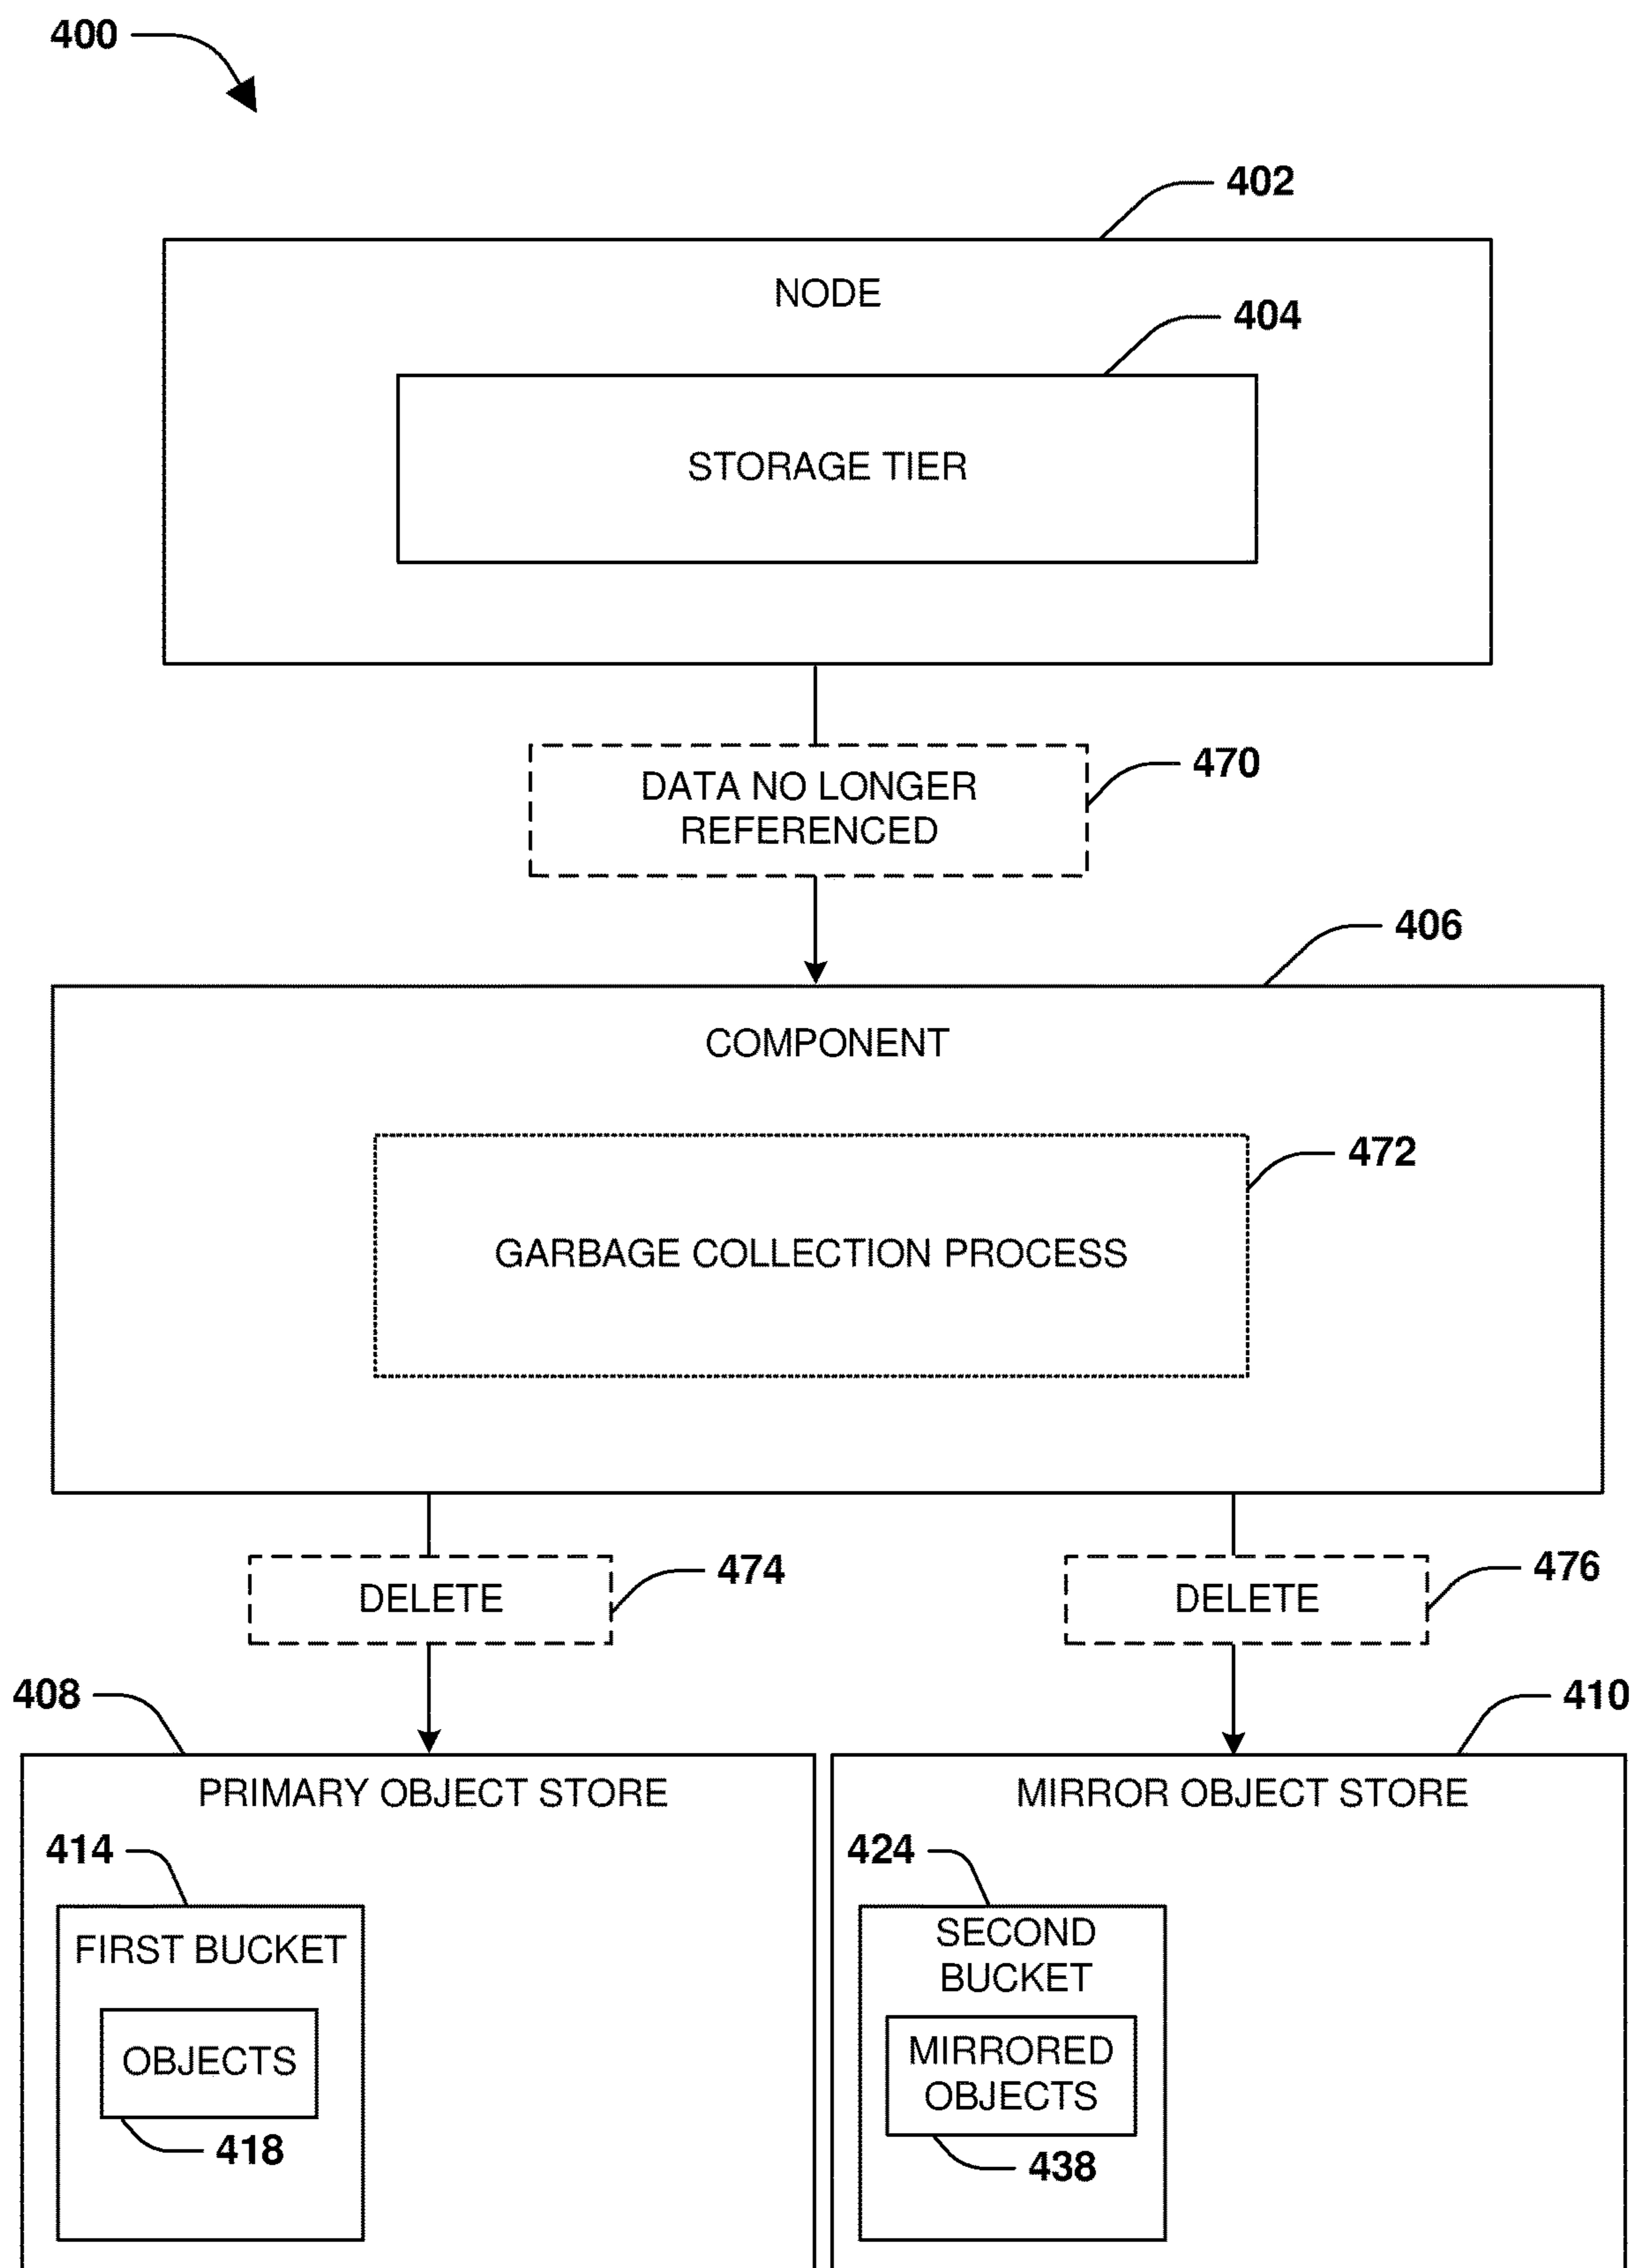 400
402
NODE
404
STORAGE TIER
DATA NO LONGER
REFERENCED
470
406
COMPONENT
472
GARBAGE COLLECTION PROCESS
DELETE
474
DELETE
476
408
410
PRIMARY OBJECT STORE
414
FIRST BUCKET
OBJECTS
418
MIRROR OBJECT STORE
424
SECOND
BUCKET
MIRRORED
OBJECTS
438